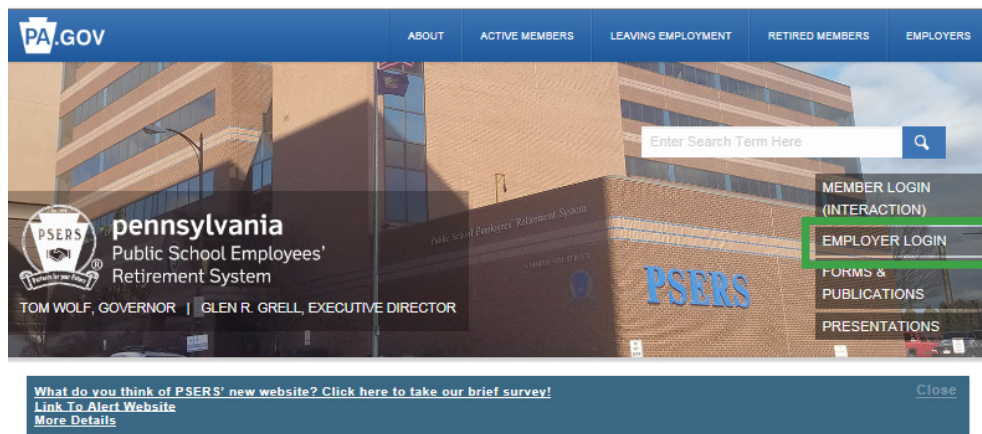 PA.GOV
ABOUT ACTIVE MEMBERS LEAVING EMPLOYMENT RETIRED MEMBERS EMPLOYERS
Enter Search Term Here
MEMBER LOGIN
(INTERACTION)
EMPLOYER LOGIN
FORMS &
PUBLICATIONS
PRESENTATIONS
Public School Employees' Retirement System
PSERS
PSERS
pennsylvania
Public School Employees'
Retirement System
TOM WOLF, GOVERNOR | GLEN R. GRELL, EXECUTIVE DIRECTOR
What do you think of PSERS' new website? Click here to take our brief survey!
Close
Link To Alert Website
More Details